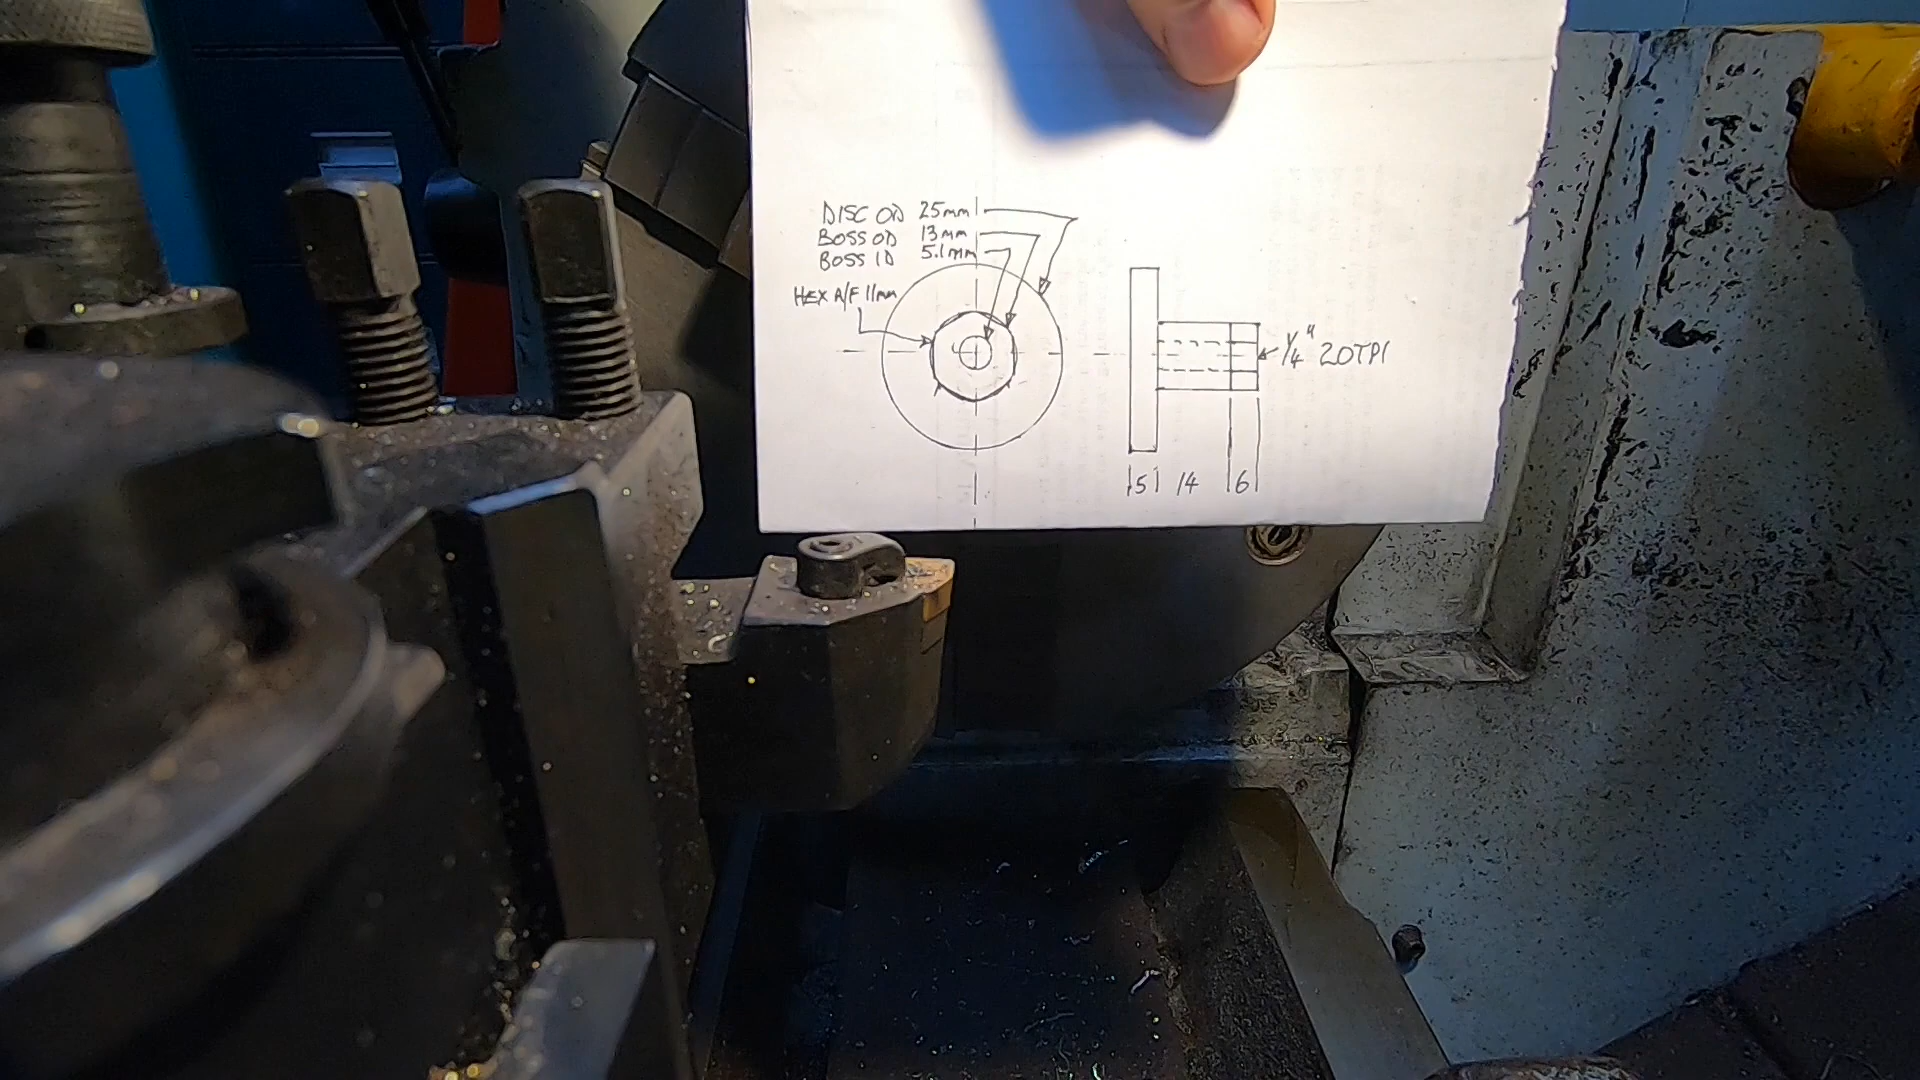 DISC OD 25mm
BOSS OD 13mm
BOSS ID 5.1mm
HEX A/F 11mm
1/4" 20TPI
5 14 6